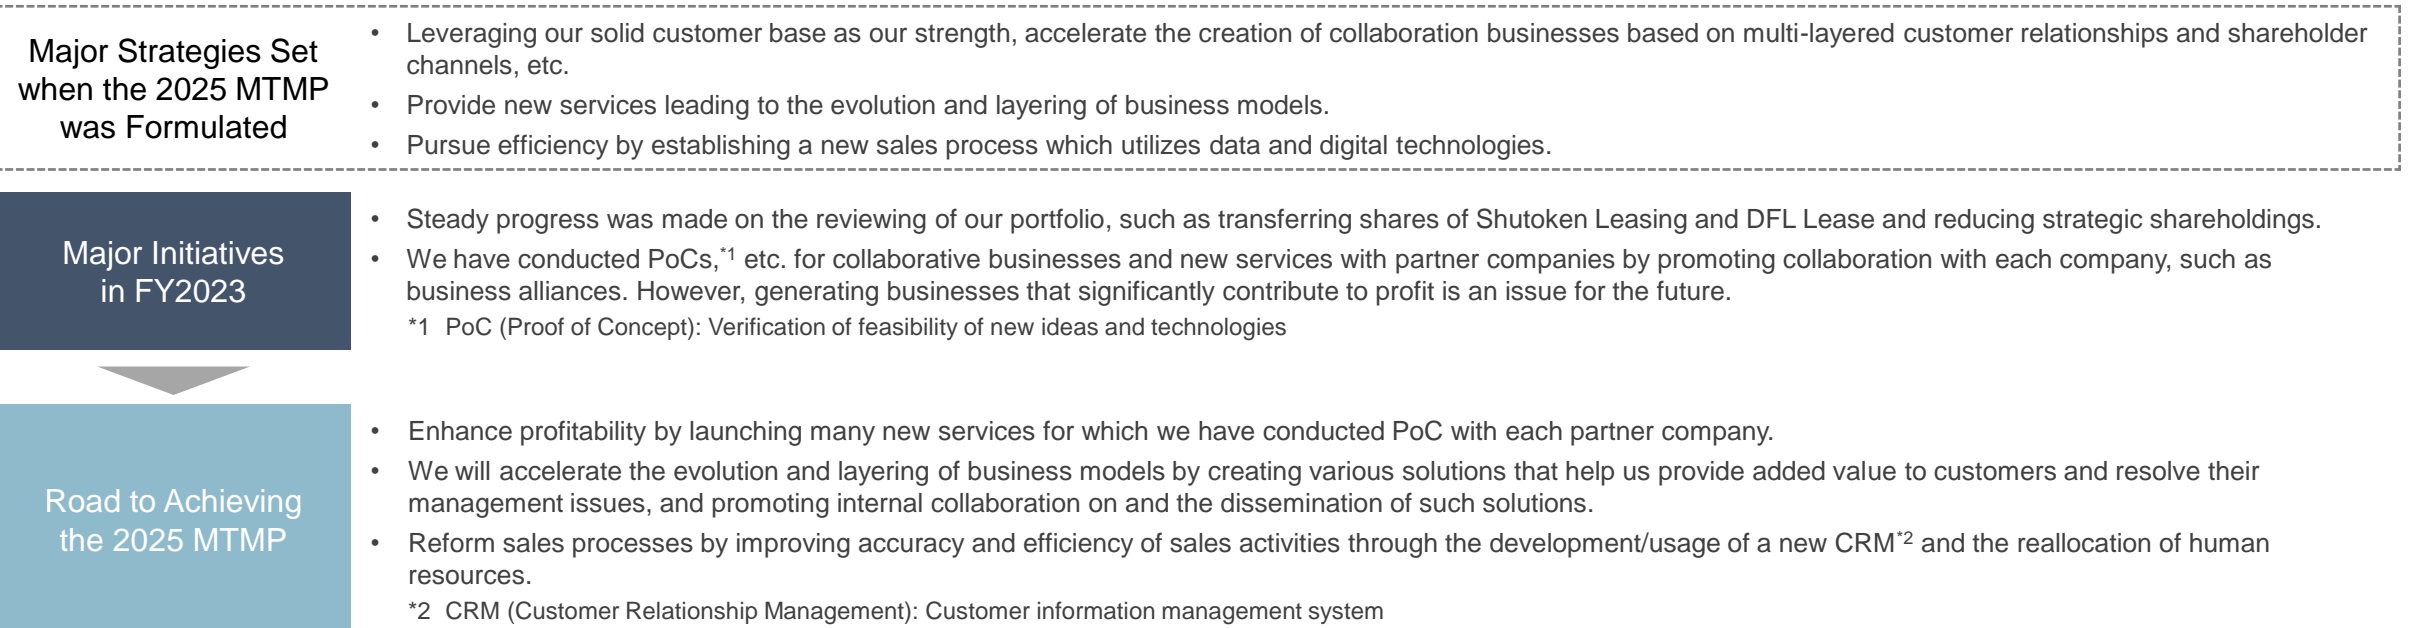 Major Strategies Set
when the 2025 MTMP
was Formulated
• Leveraging our solid customer base as our strength, accelerate the creation of collaboration businesses based on multi-layered customer relationships and shareholder
channels, etc.
• Provide new services leading to the evolution and layering of business models.
• Pursue efficiency by establishing a new sales process which utilizes data and digital technologies.
Major Initiatives
in FY2023
• Steady progress was made on the reviewing of our portfolio, such as transferring shares of Shutoken Leasing and DFL Lease and reducing strategic shareholdings.
• We have conducted PoCs,*1 etc. for collaborative businesses and new services with partner companies by promoting collaboration with each company, such as
business alliances. However, generating businesses that significantly contribute to profit is an issue for the future.
*1 PoC (Proof of Concept): Verification of feasibility of new ideas and technologies
Road to Achieving
the 2025 MTMP
• Enhance profitability by launching many new services for which we have conducted PoC with each partner company.
• We will accelerate the evolution and layering of business models by creating various solutions that help us provide added value to customers and resolve their
management issues, and promoting internal collaboration on and the dissemination of such solutions.
• Reform sales processes by improving accuracy and efficiency of sales activities through the development/usage of a new CRM*2 and the reallocation of human
resources.
*2 CRM (Customer Relationship Management): Customer information management system